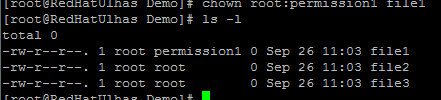 [root@RedHatUlhas Demo]# chown root:permission1 file1
[root@RedHatUlhas Demo]# ls -l
total 0
-rw-r--r--. 1 root permission1 0 Sep 26 11:03 file1
-rw-r--r--. 1 root root        0 Sep 26 11:03 file2
-rw-r--r--. 1 root root        0 Sep 26 11:03 file3
[root@RedHatUlhas Demo]#